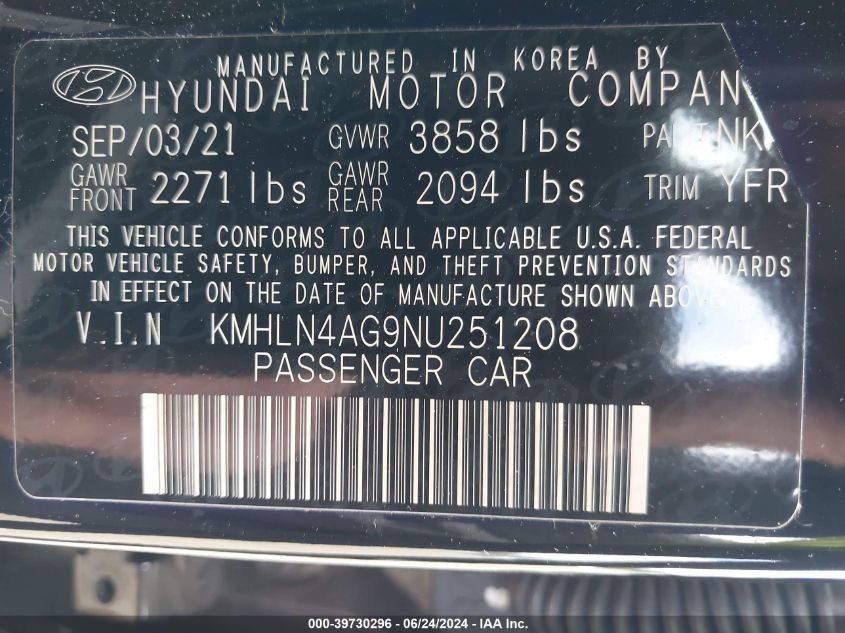 MANUFACTURED IN KOREA BY
HYUNDAI MOTOR COMPAN
SEP/03/21 GVWR 3858 lbs NK
GAWR FRONT 2271 lbs GAWR REAR 2094 lbs TRIM YFR
THIS VEHICLE CONFORMS TO ALL APPLICABLE U.S.A. FEDERAL
MOTOR VEHICLE SAFETY, BUMPER, AND THEFT PREVENTION STANDARDS
IN EFFECT ON THE DATE OF MANUFACTURE SHOWN ABOVE
V.I.N KMHLN4AG9NU251208
PASSENGER CAR
000-39730296 - 06/24/2024 - IAA Inc.